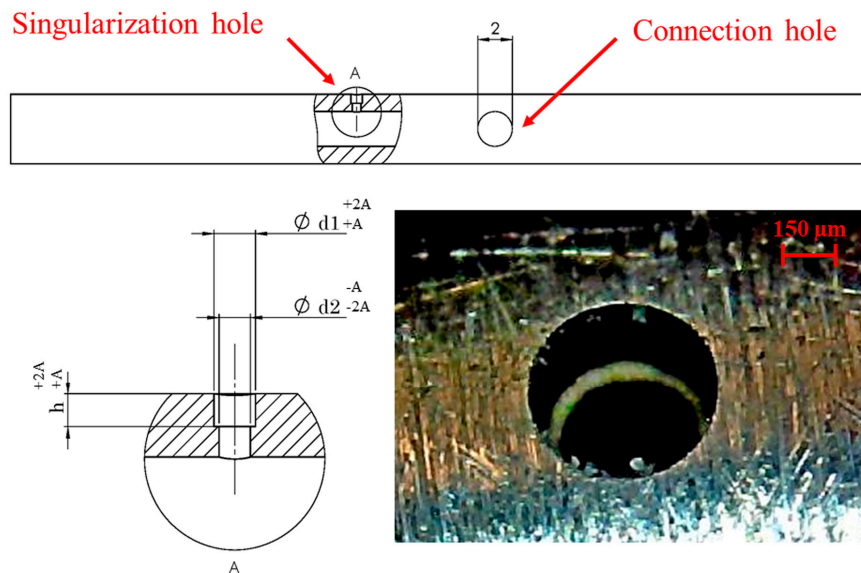 Singularization hole
Connection hole
2
A
Ø d1 +2A +A
Ø d2 -A -2A
h +2A +A
150 µm
A